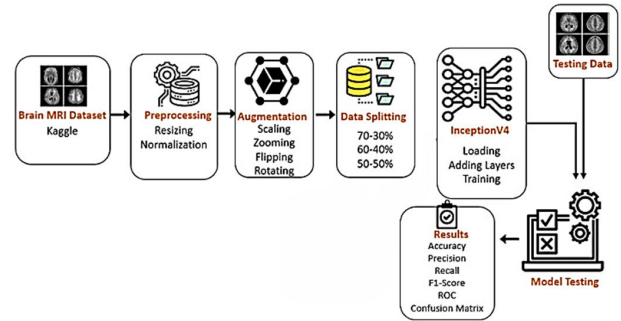 Brain MRI Dataset
Kaggle
Preprocessing
Resizing
Normalization
Augmentation
Scaling
Zooming
Flipping
Rotating
Data Splitting
70-30%
60-40%
50-50%
InceptionV4
Loading
Adding Layers
Training
Testing Data
Model Testing
Results
Accuracy
Precision
Recall
F1-Score
ROC
Confusion Matrix